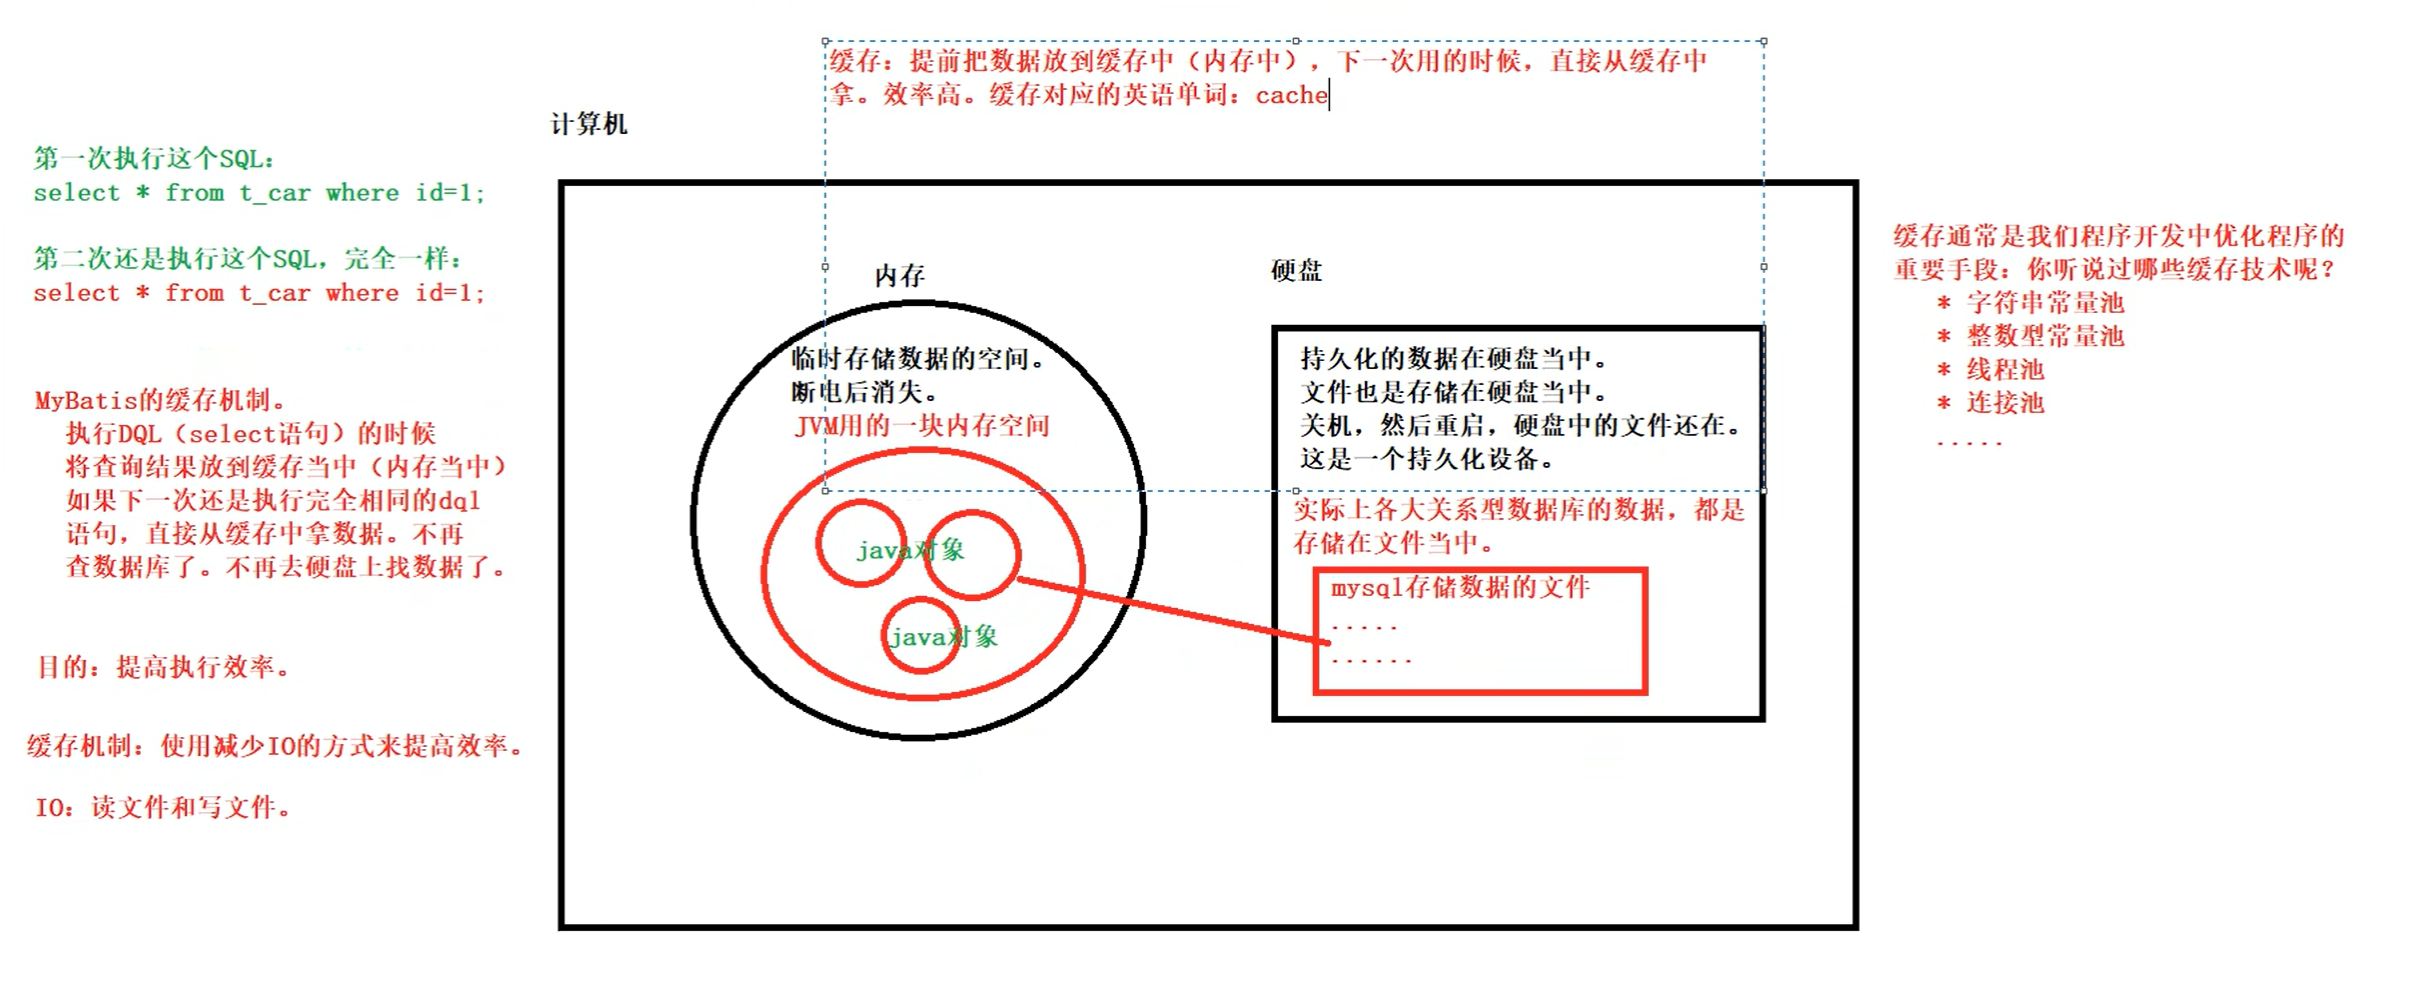 缓存：提前把数据放到缓存中（内存中），下一次用的时候，直接从缓存中
拿。效率高。缓存对应的英语单词：cache
计算机
第一次执行这个SQL：
select * from t_car where id=1;
第二次还是执行这个SQL，完全一样：
select * from t_car where id=1;
MyBatis的缓存机制。
执行DQL（select语句）的时候
将查询结果放到缓存当中（内存当中）
如果下一次还是执行完全相同的dql
语句，直接从缓存中拿数据。不再
查数据库了。不再去硬盘上找数据了。
目的：提高执行效率。
缓存机制：使用减少IO的方式来提高效率。
IO：读文件和写文件。
内存
临时存储数据的空间。
断电后消失。
JVM用的一块内存空间
java对象
java对象
硬盘
持久化的数据在硬盘当中。
文件也是存储在硬盘当中。
关机，然后重启，硬盘中的文件还在。
这是一个持久化设备。
实际上各大关系型数据库的数据，都是
存储在文件当中。
mysql存储数据的文件
.....
......
缓存通常是我们程序开发中优化程序的
重要手段：你听说过哪些缓存技术呢？
* 字符串常量池
* 整数型常量池
* 线程池
* 连接池
.....